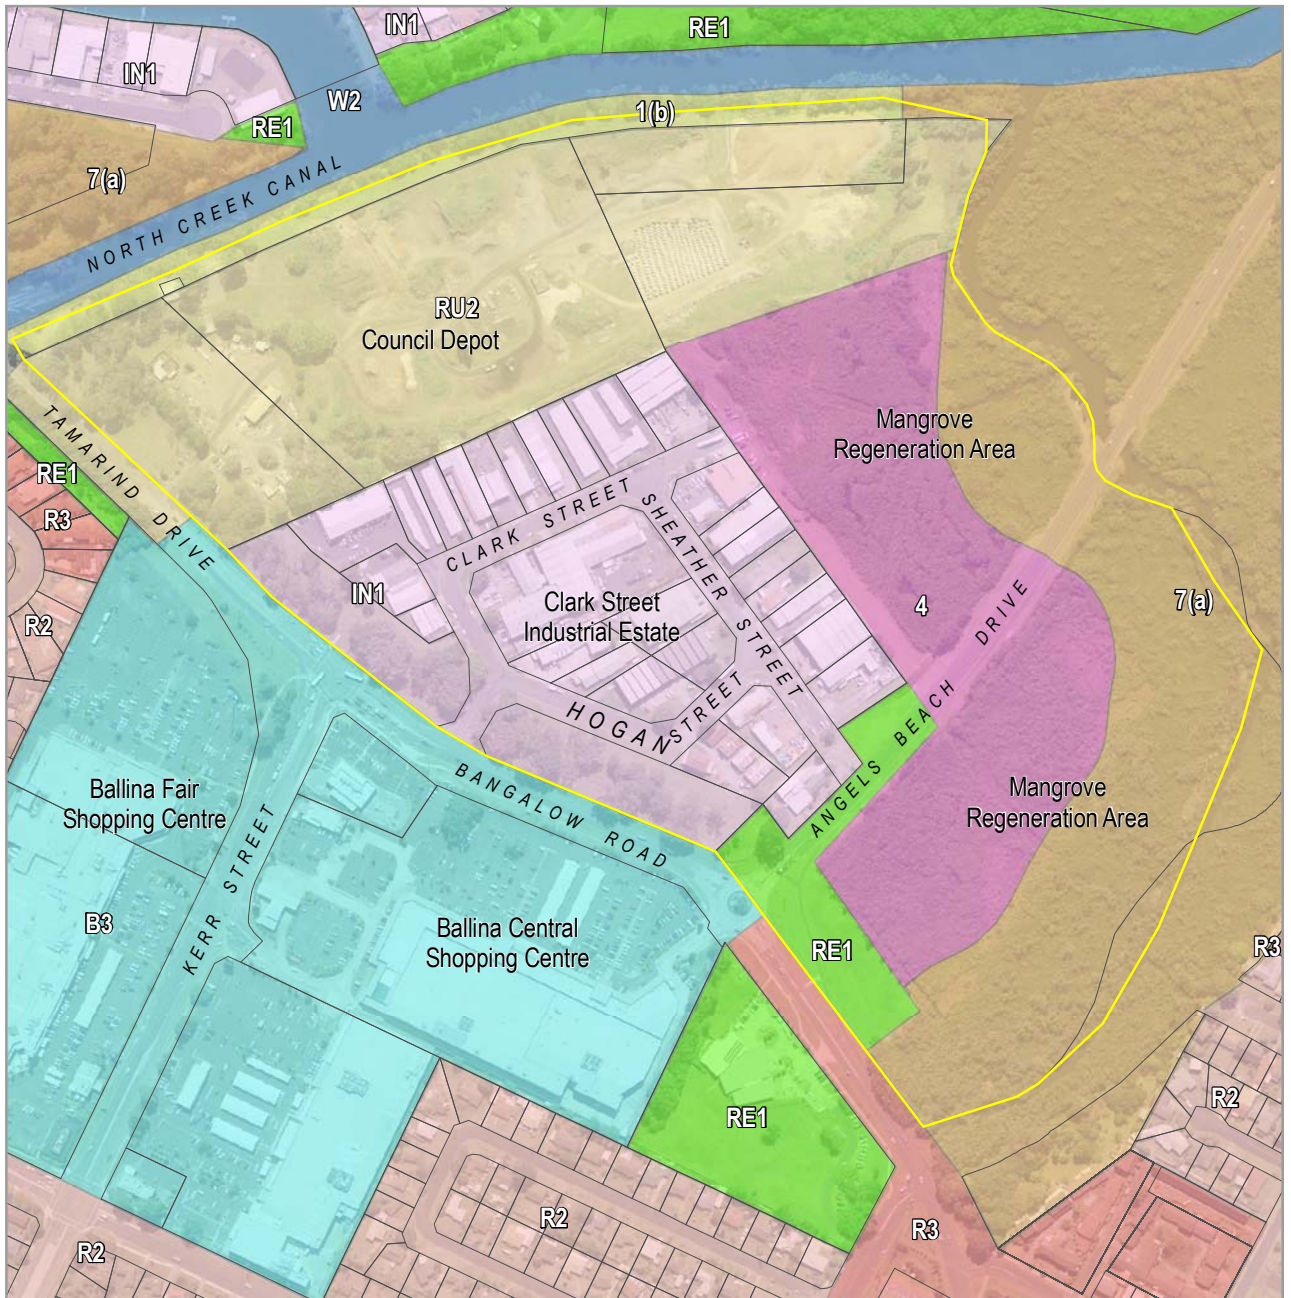 IN1
RE1
IN1
W2
1(b)
RE1
7(a)
NORTH CREEK CANAL
RU2
Council Depot
TAMARIND DRIVE
Mangrove
Regeneration Area
RE1
R3
CLARK STREET
SHEATHER STREET
IN1
Clark Street
Industrial Estate
4
7(a)
R2
ANGELS BEACH DRIVE
HOGAN STREET
BANGALOW ROAD
Ballina Fair
Shopping Centre
Mangrove
Regeneration Area
KERR STREET
B3
Ballina Central
Shopping Centre
RE1
R3
RE1
R2
R2
R3
R2